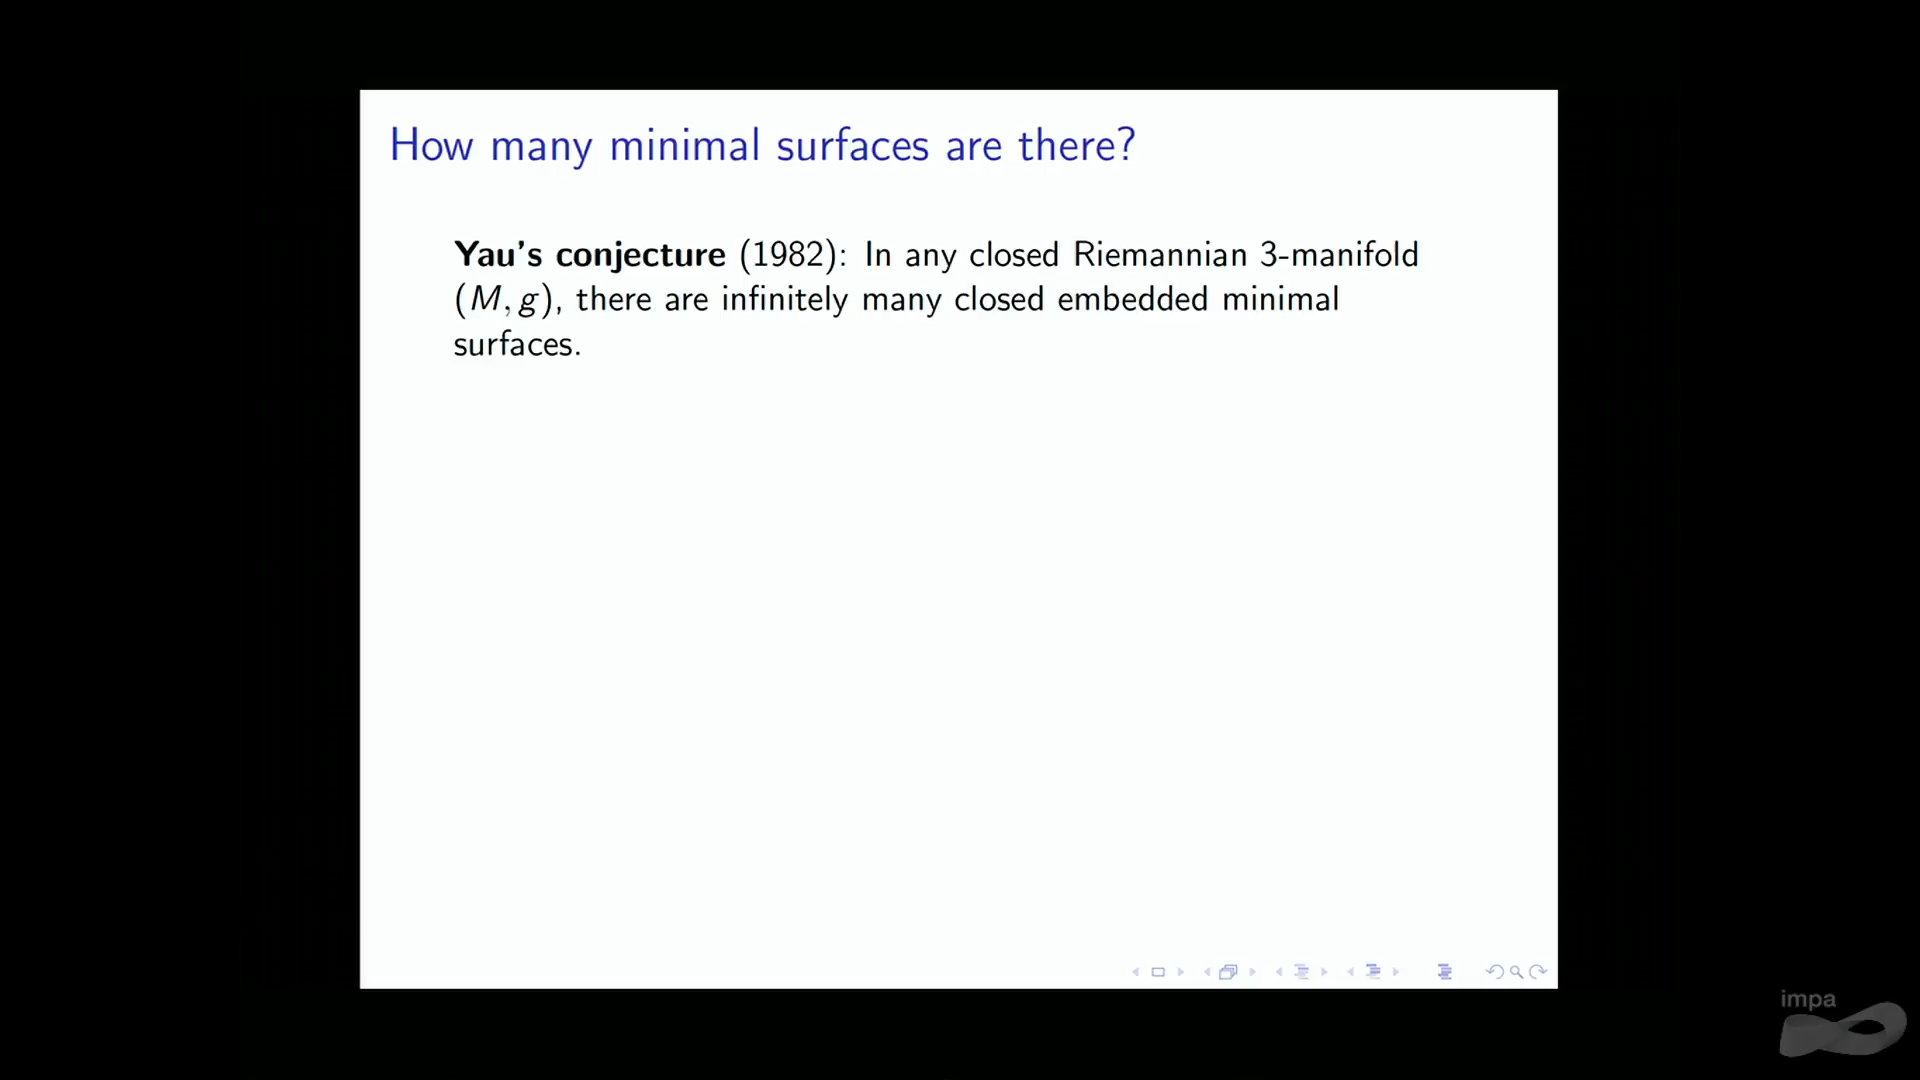 How many minimal surfaces are there?
Yau's conjecture (1982): In any closed Riemannian 3-manifold
(M, g), there are infinitely many closed embedded minimal
surfaces.
impa